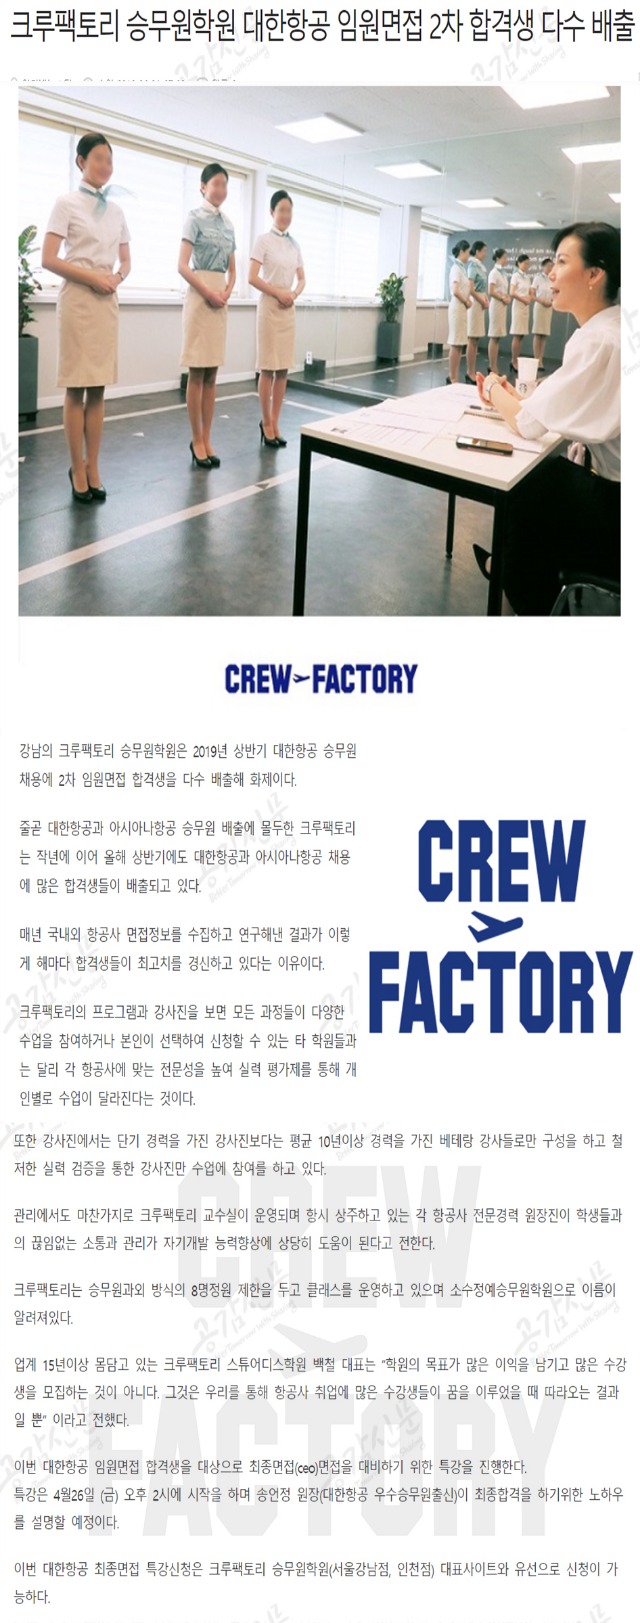 크루팩토리 승무원학원 대한항공 임원면접 2차 합격생 다수 배출
CREW FACTORY
강남의 크루팩토리 승무원학원은 2019년 상반기 대한항공 승무원
채용에 2차 임원면접 합격생을 다수 배출해 화제이다.
줄곧 대한항공과 아시아나항공 승무원 배출에 몰두한 크루팩토리
는 작년에 이어 올해 상반기에도 대한항공과 아시아나항공 채용
에 많은 합격생들이 배출되고 있다.
CREW
FACTORY
매년 국내외 항공사 면접정보를 수집하고 연구해낸 결과가 이렇
게 해마다 합격생들이 최고치를 경신하고 있다는 이유이다.
크루팩토리의 프로그램과 강사진을 보면 모든 과정들이 다양한
수업을 참여하거나 본인이 선택하여 신청할 수 있는 타 학원들과
는 달리 각 항공사에 맞는 전문성을 높여 실력 평가제를 통해 개
인별로 수업이 달라진다는 것이다.
또한 강사진에서는 단기 경력을 가진 강사진보다는 평균 10년이상 경력을 가진 베테랑 강사들로만 구성을 하고 철
저한 실력 검증을 통한 강사진만 수업에 참여를 하고 있다.
관리에서도 마찬가지로 크루팩토리 교수실이 운영되며 항시 상주하고 있는 각 항공사 전문경력 원장진이 학생들과
의 끊임없는 소통과 관리가 자기개발 능력향상에 상당히 도움이 된다고 전한다.
크루팩토리는 승무원과외 방식의 8명정원 제한을 두고 클래스를 운영하고 있으며 소수정예승무원학원으로 이름이
알려져있다.
업계 15년이상 몸담고 있는 크루팩토리 스튜어디스학원 백철 대표는 “학원의 목표가 많은 이익을 남기고 많은 수강
생을 모집하는 것이 아니다. 그것은 우리를 통해 항공사 취업에 많은 수강생들이 꿈을 이루었을 때 따라오는 결과
일 뿐” 이라고 전했다.
이번 대한항공 임원면접 합격생을 대상으로 최종면접(ceo)면접을 대비하기 위한 특강을 진행한다.
특강은 4월26일 (금) 오후 2시에 시작을 하며 송언정 원장(대한항공 우수승무원출신)이 최종합격을 하기위한 노하우
를 설명할 예정이다.
이번 대한항공 최종면접 특강신청은 크루팩토리 승무원학원(서울강남점, 인천점) 대표사이트와 유선으로 신청이 가
능하다.
CREW
FACTORY
공감신문